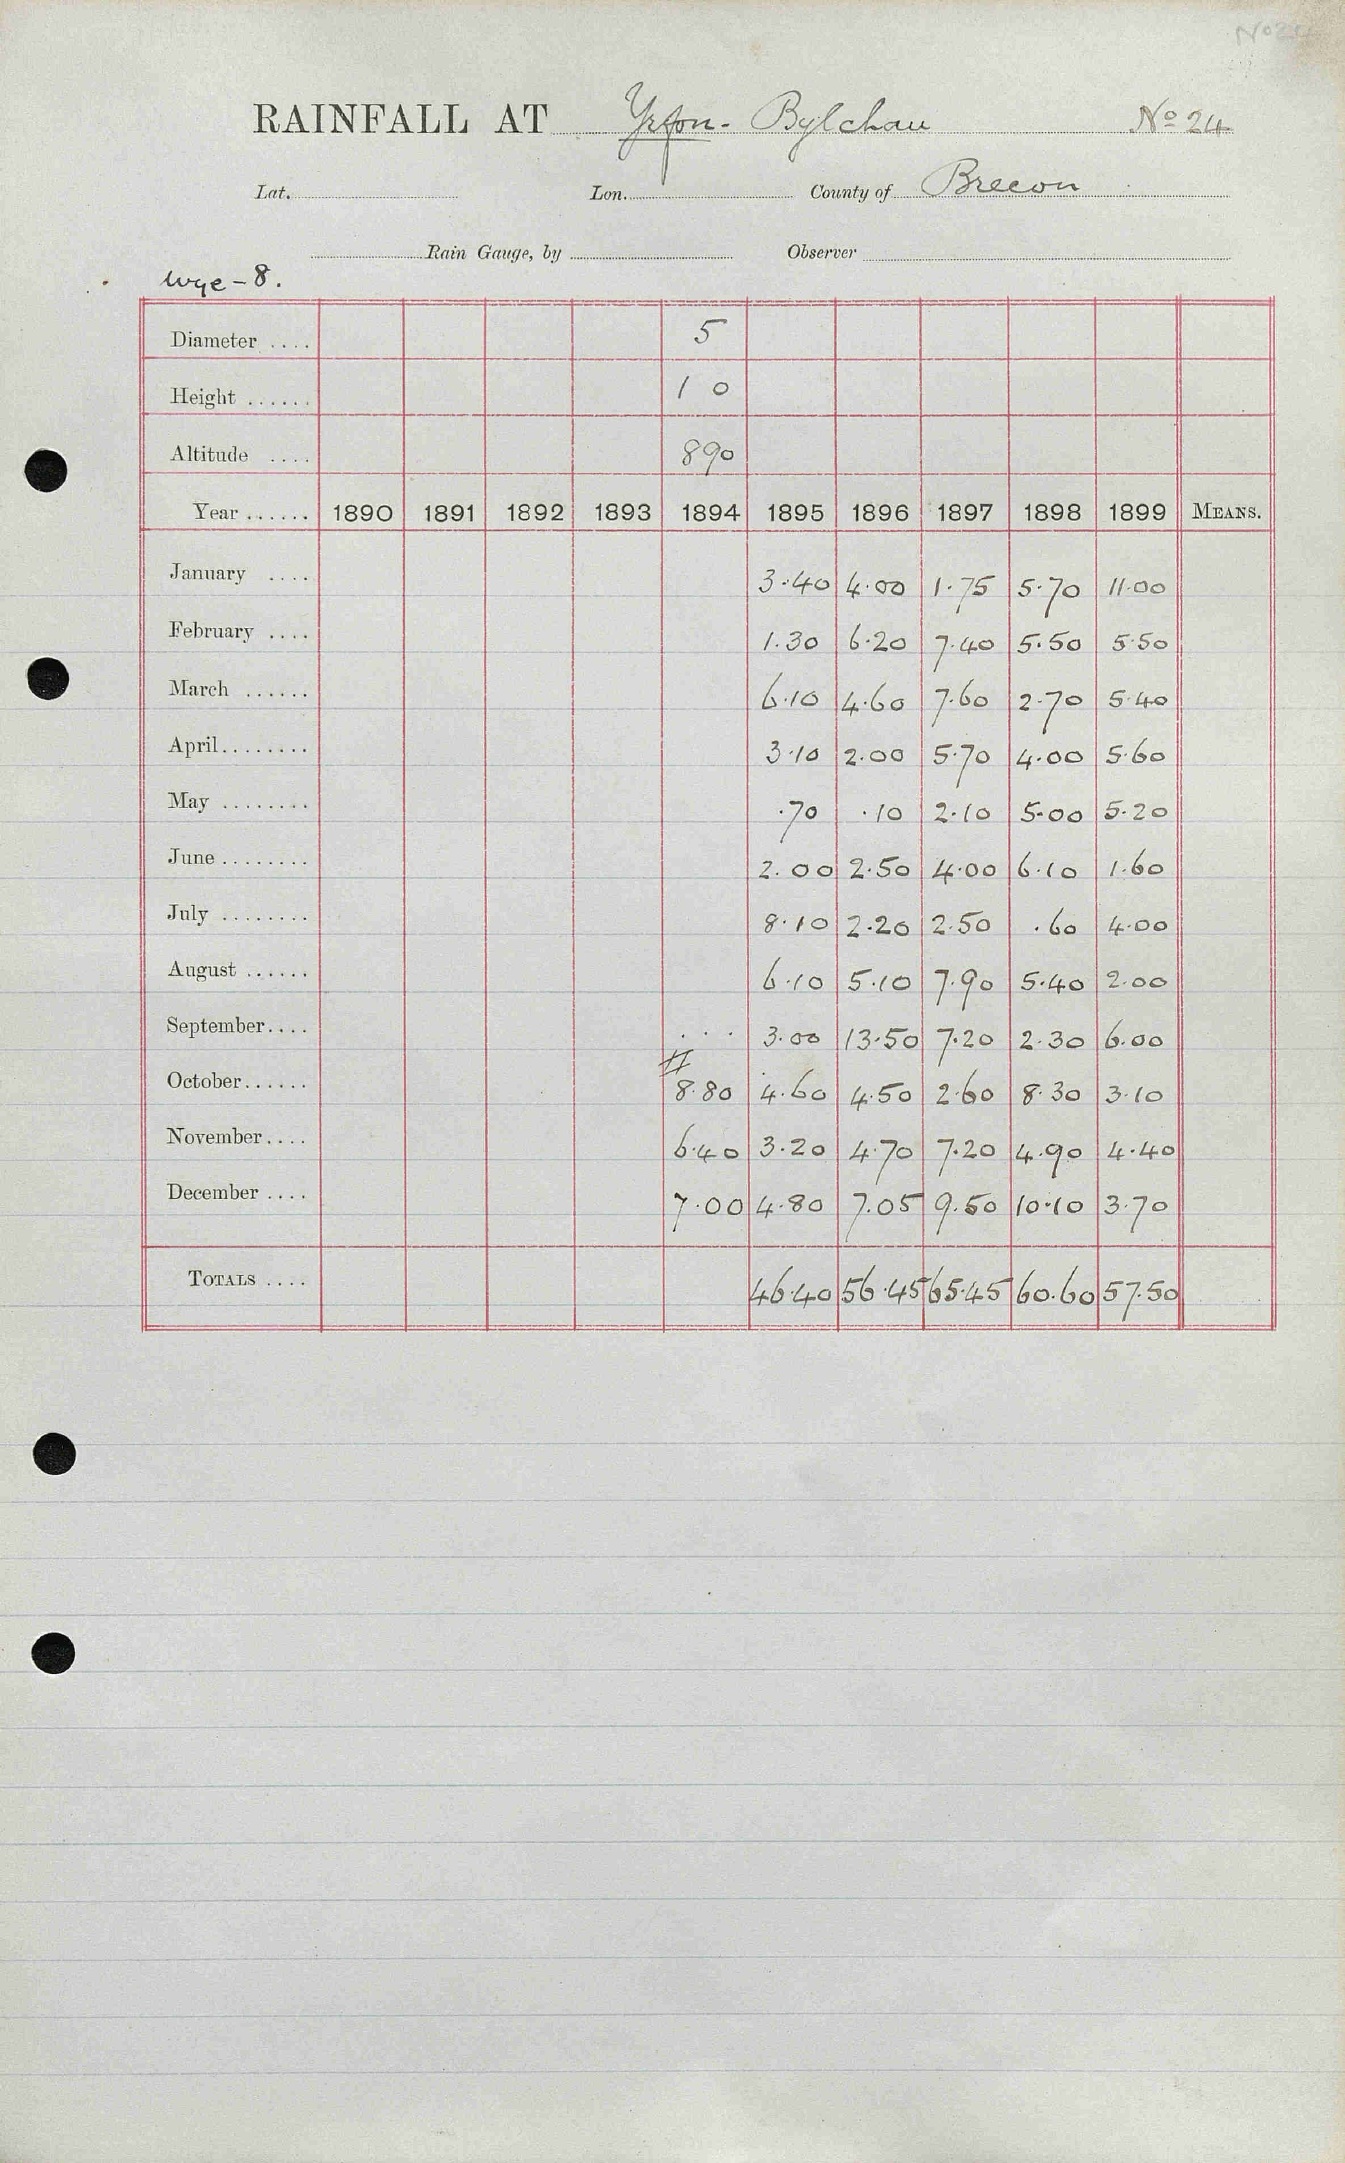 No 24
RAINFALL AT Yrfon - Bylchau No 24
Lat. Lon. County of Brecon
Rain Gauge, by Observer
Wye - 8.
Diameter .... 5
Height ...... 1 0
Altitude .... 890
Year ...... 1890 1891 1892 1893 1894 1895 1896 1897 1898 1899 MEANS.
January .... 3.40 4.00 1.75 5.70 11.00
February .... 1.30 6.20 7.40 5.50 5.50
March ...... 6.10 4.60 7.60 2.70 5.40
April........ 3.10 2.00 5.70 4.00 5.60
May ........ .70 .10 2.10 5.00 5.20
June ........ 2.00 2.50 4.00 6.10 1.60
July ........ 8.10 2.20 2.50 .60 4.00
August ...... 6.10 5.10 7.90 5.40 2.00
September.... ... 3.00 13.50 7.20 2.30 6.00
October...... # 8.80 4.60 4.50 2.60 8.30 3.10
November.... 6.40 3.20 4.70 7.20 4.90 4.40
December .... 7.00 4.80 7.05 9.50 10.10 3.70
TOTALS .... 46.40 56.45 65.45 60.60 57.50